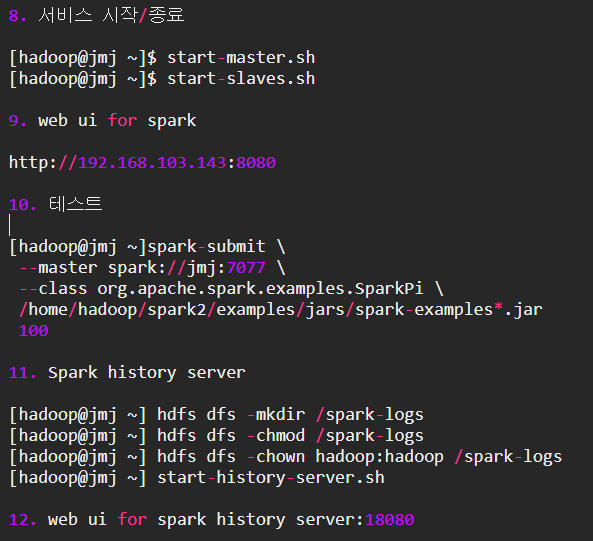 8. 서비스 시작/종료
[hadoop@jmj ~]$ start-master.sh
[hadoop@jmj ~]$ start-slaves.sh
9. web ui for spark
http://192.168.103.143:8080
10. 테스트
[hadoop@jmj ~]spark-submit \
--master spark://jmj:7077 \
--class org.apache.spark.examples.SparkPi \
/home/hadoop/spark2/examples/jars/spark-examples*.jar
100
11. Spark history server
[hadoop@jmj ~] hdfs dfs -mkdir /spark-logs
[hadoop@jmj ~] hdfs dfs -chmod /spark-logs
[hadoop@jmj ~] hdfs dfs -chown hadoop:hadoop /spark-logs
[hadoop@jmj ~] start-history-server.sh
12. web ui for spark history server:18080